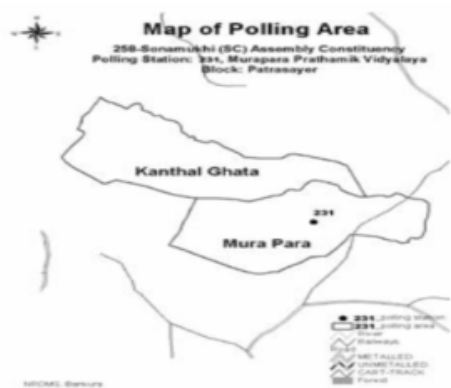 Map of Polling Area
258-Sonamukhi (SC) Assembly Constituency
Polling Station: 231, Murapara Prathamik Vidyalaya
Block: Patrasayer
Kanthal Ghata
231
Mura Para
231 polling station
231 polling area
River
Railways
Road
METALLED
UNMETALLED
CART-TRACK
Forest
NRDMS, Bankura